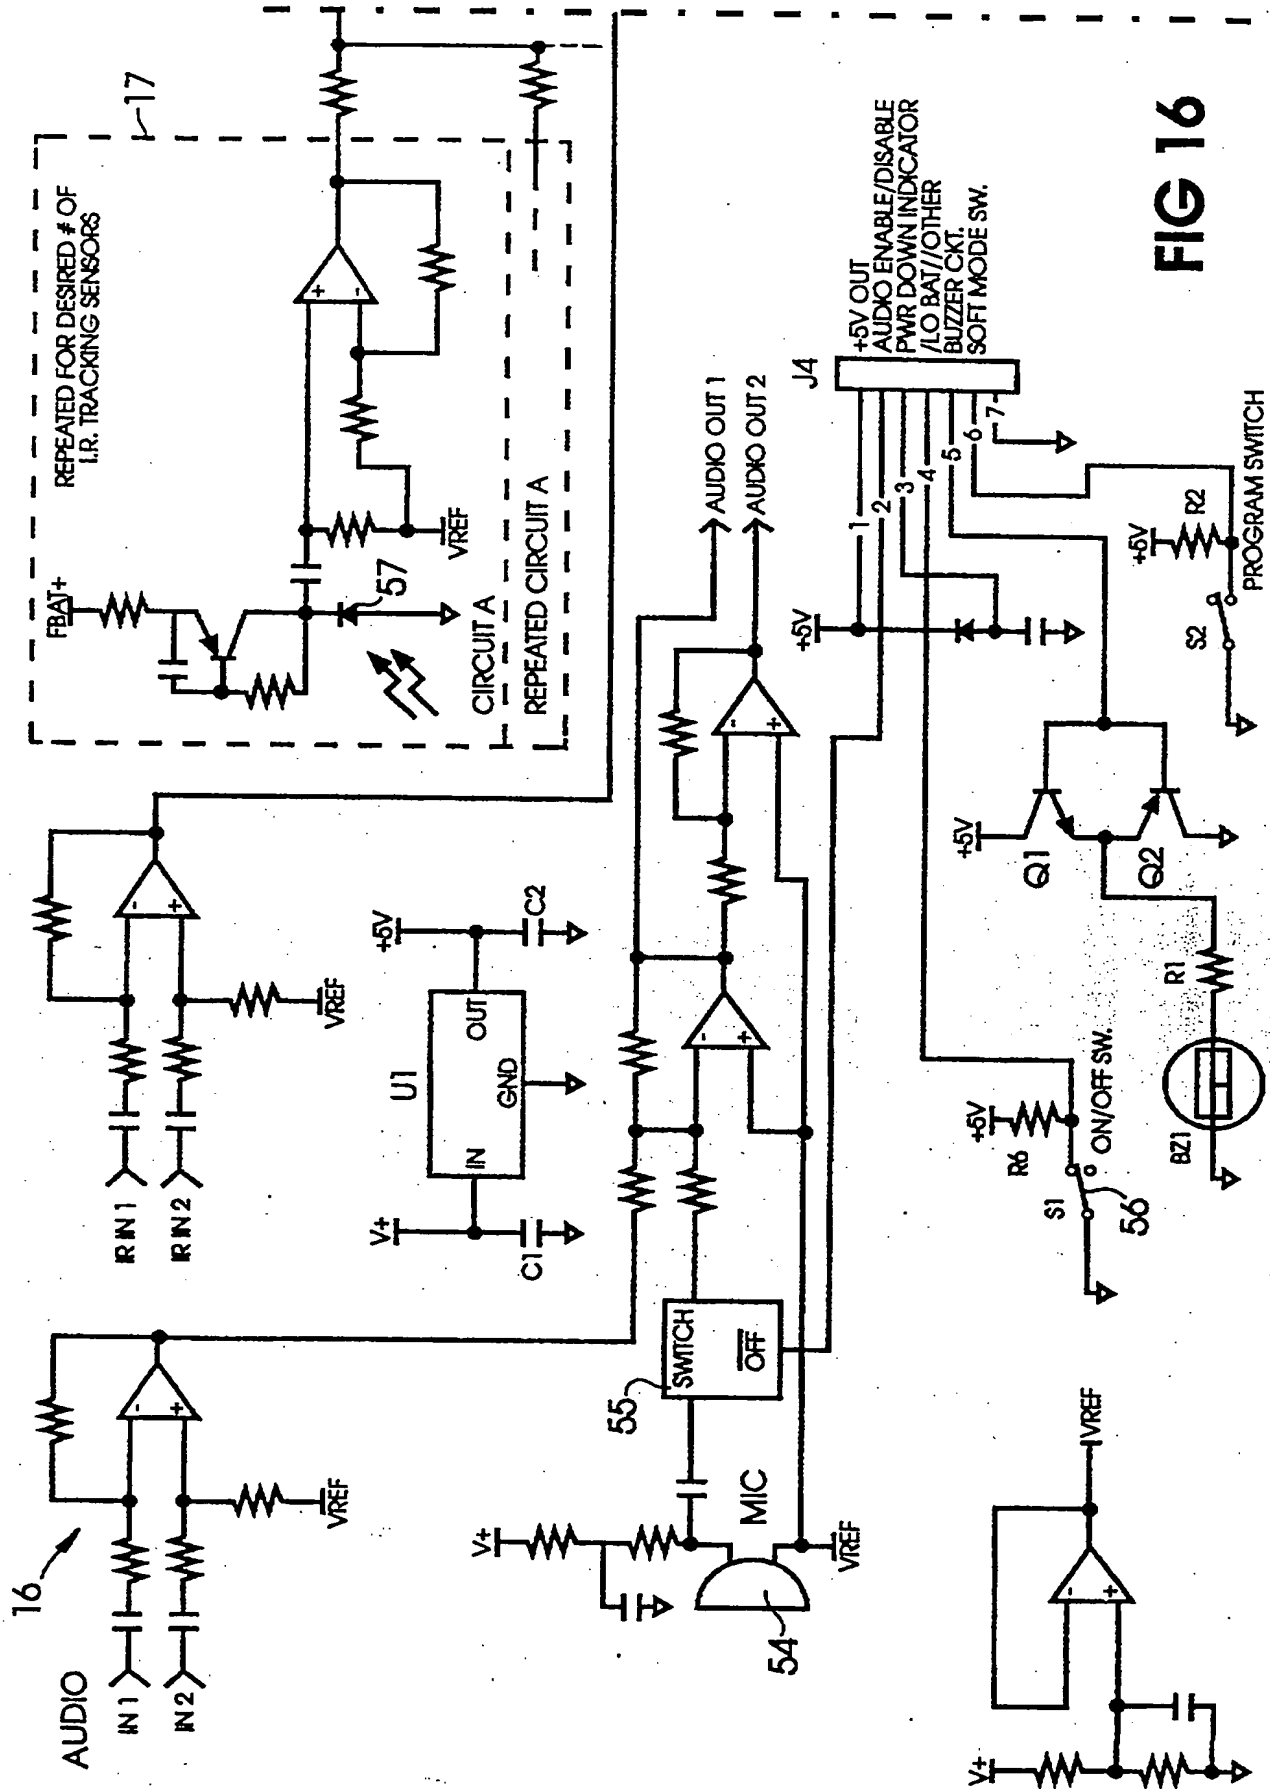 17
REPEATED FOR DESIRED # OF
I.R. TRACKING SENSORS
FBAT+
+
-
VREF
57
CIRCUIT A
REPEATED CIRCUIT A
-
+
IR IN 1
IR IN 2
VREF
16
AUDIO
IN 1
IN 2
-
+
VREF
+5V
V+
U1
IN
OUT
GND
C1
C2
AUDIO OUT 1
AUDIO OUT 2
-
+
-
+
55
SWITCH
OFF
V+
MIC
VREF
54
J4
+5V OUT
AUDIO ENABLE/DISABLE
PWR DOWN INDICATOR
/LO BAT//OTHER
BUZZER CKT.
SOFT MODE SW.
1
2
3
4
5
6
7
+5V
+5V
R2
S2
PROGRAM SWITCH
+5V
Q1
Q2
R1
BZ1
+5V
R6
S1
ON/OFF SW.
56
V+
-
+
VREF
FIG 16